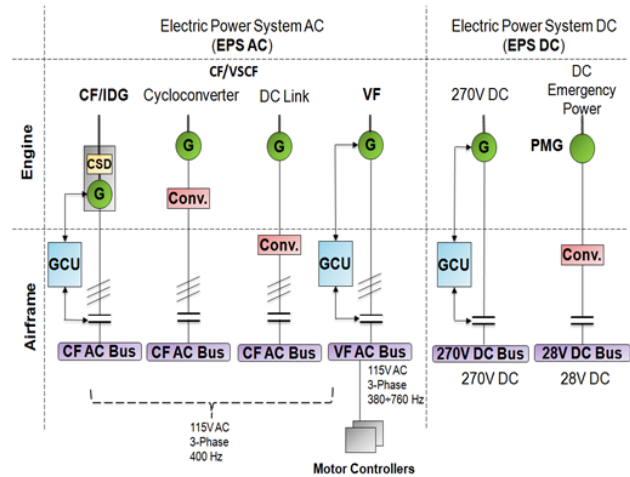 Electric Power System AC
(EPS AC)
Electric Power System DC
(EPS DC)
CF/VSCF
CF/IDG
Cycloconverter
DC Link
VF
270V DC
DC
Emergency
Power
Engine
CSD
G
G
G
G
G
PMG
Conv.
Conv.
Conv.
Airframe
GCU
GCU
GCU
CF AC Bus
CF AC Bus
CF AC Bus
VF AC Bus
270V DC Bus
28V DC Bus
115V AC
3-Phase
380÷760 Hz
270V DC
28V DC
115V AC
3-Phase
400 Hz
Motor Controllers